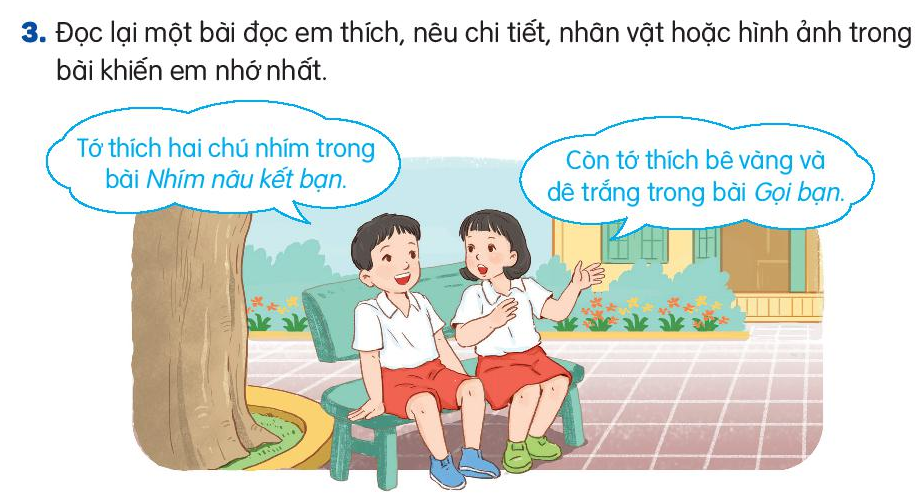 3. Đọc lại một bài đọc em thích, nêu chi tiết, nhân vật hoặc hình ảnh trong
bài khiến em nhớ nhất.
Tớ thích hai chú nhím trong
bài Nhím nâu kết bạn.
Còn tớ thích bê vàng và
dê trắng trong bài Gọi bạn.